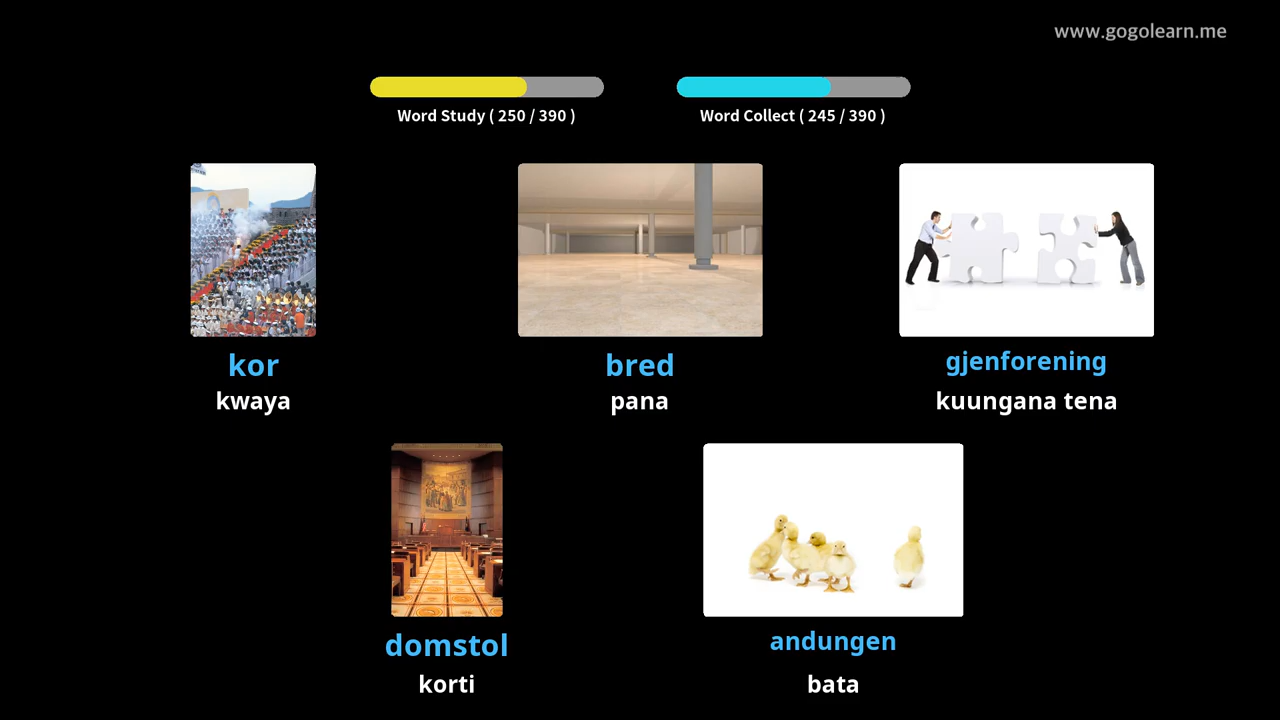 www.gogolearn.me
Word Study ( 250 / 390 )
Word Collect ( 245 / 390 )
kor
kwaya
bred
pana
gjenforening
kuungana tena
domstol
korti
andungen
bata